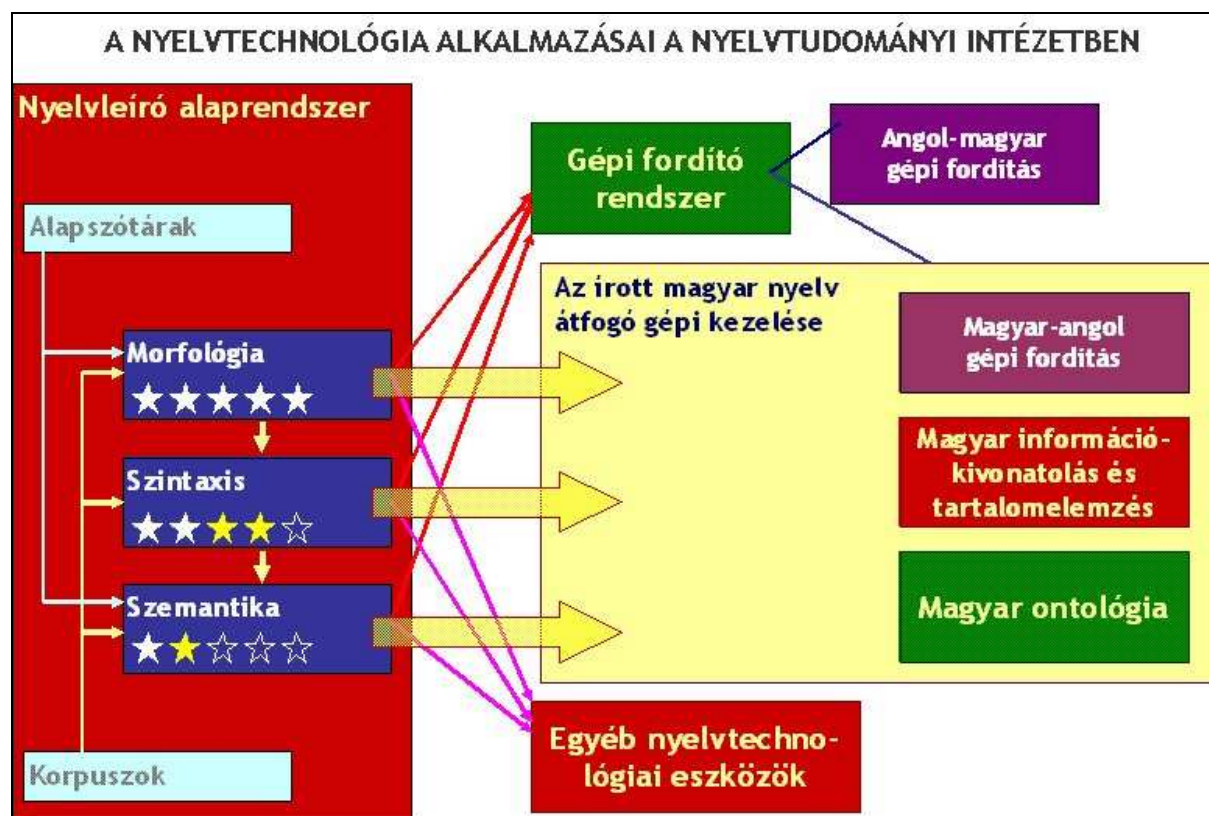 A NYELVTECHNOLÓGIA ALKALMAZÁSAI A NYELVTUDOMÁNYI INTÉZETBEN
Nyelvleíró alaprendszer
Alapszótárak
Morfológia
Szintaxis
Szemantika
Korpuszok
Gépi fordító
rendszer
Angol-magyar
gépi fordítás
Az írott magyar nyelv
átfogó gépi kezelése
Magyar-angol
gépi fordítás
Magyar információ-
kivonatolás és
tartalomelemzés
Magyar ontológia
Egyéb nyelvtechno-
lógiai eszközök